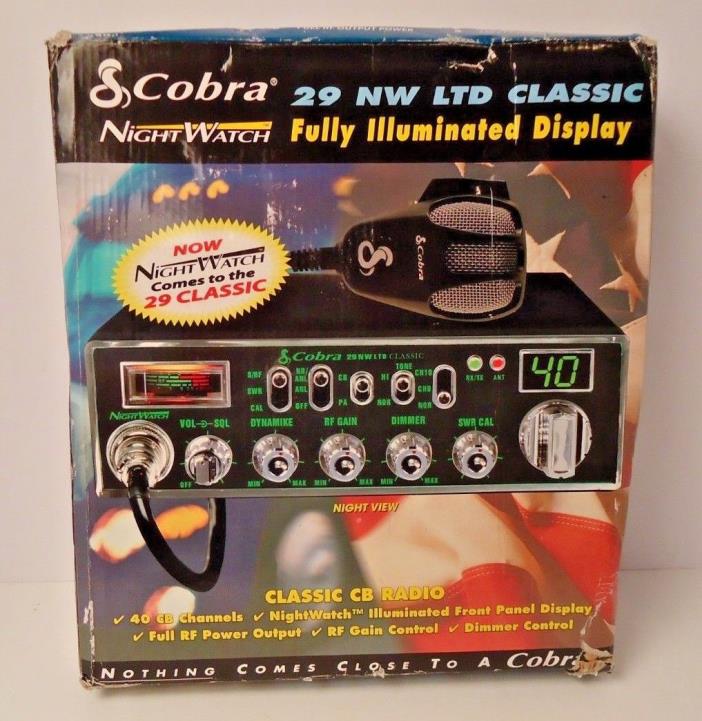 FULL RF OUTPUT POWER
Cobra® 29 NW LTD CLASSIC
NIGHTWATCH Fully Illuminated Display
NOW
NIGHTWATCH
Comes to the
29 CLASSIC
Cobra
Cobra 29 NW LTD CLASSIC
S/RF
SWR
CAL
NB/
ANL
ANL
OFF
CB
PA
TONE
HI
NOR
CH19
CH9
NOR
RX/TX ANT
40
NIGHTWATCH
VOL SQL DYNAMIKE RF GAIN DIMMER SWR CAL
OFF MIN MAX MIN MAX MIN MAX
NIGHT VIEW
CLASSIC CB RADIO
✓ 40 CB Channels ✓ NightWatch™ Illuminated Front Panel Display
✓ Full RF Power Output ✓ RF Gain Control ✓ Dimmer Control
NOTHING COMES CLOSE TO A Cobra